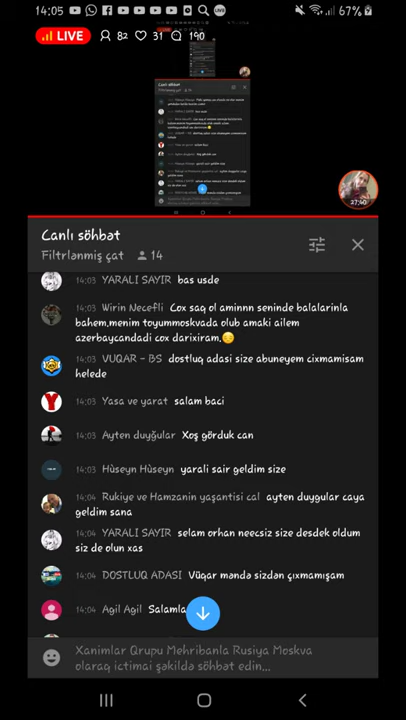 14:05
67%
LIVE 82 31 190
Canlı söhbət
27:40
Canlı söhbət
Filtrlənmiş çat 14
14:03 YARALI SAYIR bas usde
14:03 Wirin Necefli Cox saq ol aminnn seninde balalarinla
bahem,menim toyummoskvada olub amaki ailem
azerbaycandadi cox darixiram,😔
14:03 VUQAR - BS dostluq adasi size abuneyem cixmamisam
helede
14:03 Yasa ve yarat salam baci
14:03 Ayten duyğular Xoş görduk can
14:03 Hüseyn Hüseyn yarali sair geldim size
14:04 Rukiye ve Hamzanin yaşantisi cal ayten duygular caya
geldim sana
14:04 YARALI SAYIR selam orhan neecsiz size desdek oldum
siz de olun xas
14:04 DOSTLUQ ADASI Vüqar məndə sizdən çıxmamışam
14:04 Agil Agil Salamla
Xanimlar Qrupu Mehribanla Rusiya Moskva
olaraq ictimai şəkildə söhbət edin...